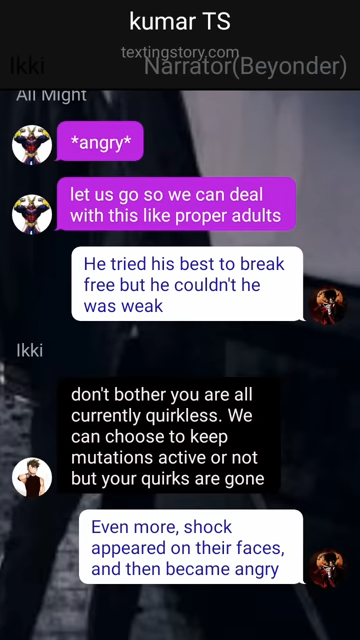 kumar TS
textingstory.com
Ikki
Narrator(Beyonder)
All Might
*angry*
let us go so we can deal
with this like proper adults
He tried his best to break
free but he couldn't he
was weak
Ikki
don't bother you are all
currently quirkless. We
can choose to keep
mutations active or not
but your quirks are gone
Even more, shock
appeared on their faces,
and then became angry